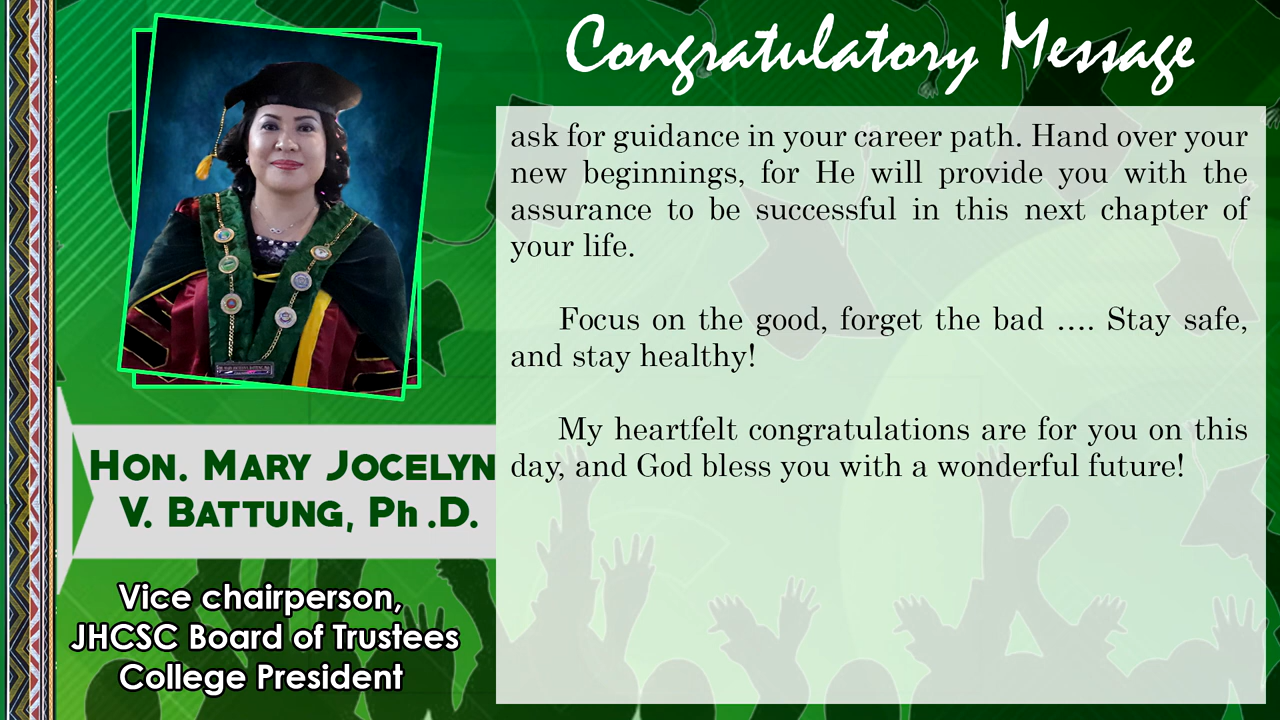 Congratulatory Message
ask for guidance in your career path. Hand over your
new beginnings, for He will provide you with the
assurance to be successful in this next chapter of
your life.
Focus on the good, forget the bad .... Stay safe,
and stay healthy!
My heartfelt congratulations are for you on this
day, and God bless you with a wonderful future!
HON. MARY JOCELYN
V. BATTUNG, Ph .D.
Vice chairperson,
JHCSC Board of Trustees
College President